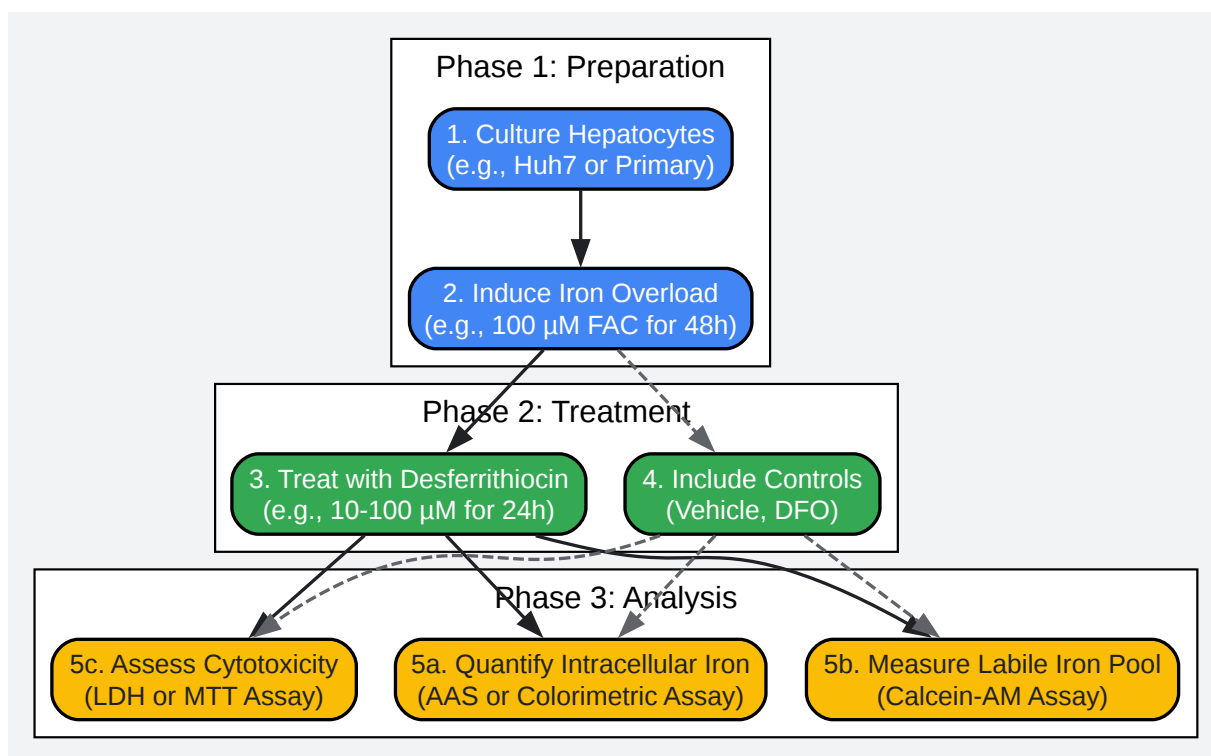 Phase 1: Preparation
1. Culture Hepatocytes
(e.g., Huh7 or Primary)
2. Induce Iron Overload
(e.g., 100 µM FAC for 48h)
Phase 2: Treatment
3. Treat with Desferrithiocin
(e.g., 10-100 µM for 24h)
4. Include Controls
(Vehicle, DFO)
Phase 3: Analysis
5c. Assess Cytotoxicity
(LDH or MTT Assay)
5a. Quantify Intracellular Iron
(AAS or Colorimetric Assay)
5b. Measure Labile Iron Pool
(Calcein-AM Assay)